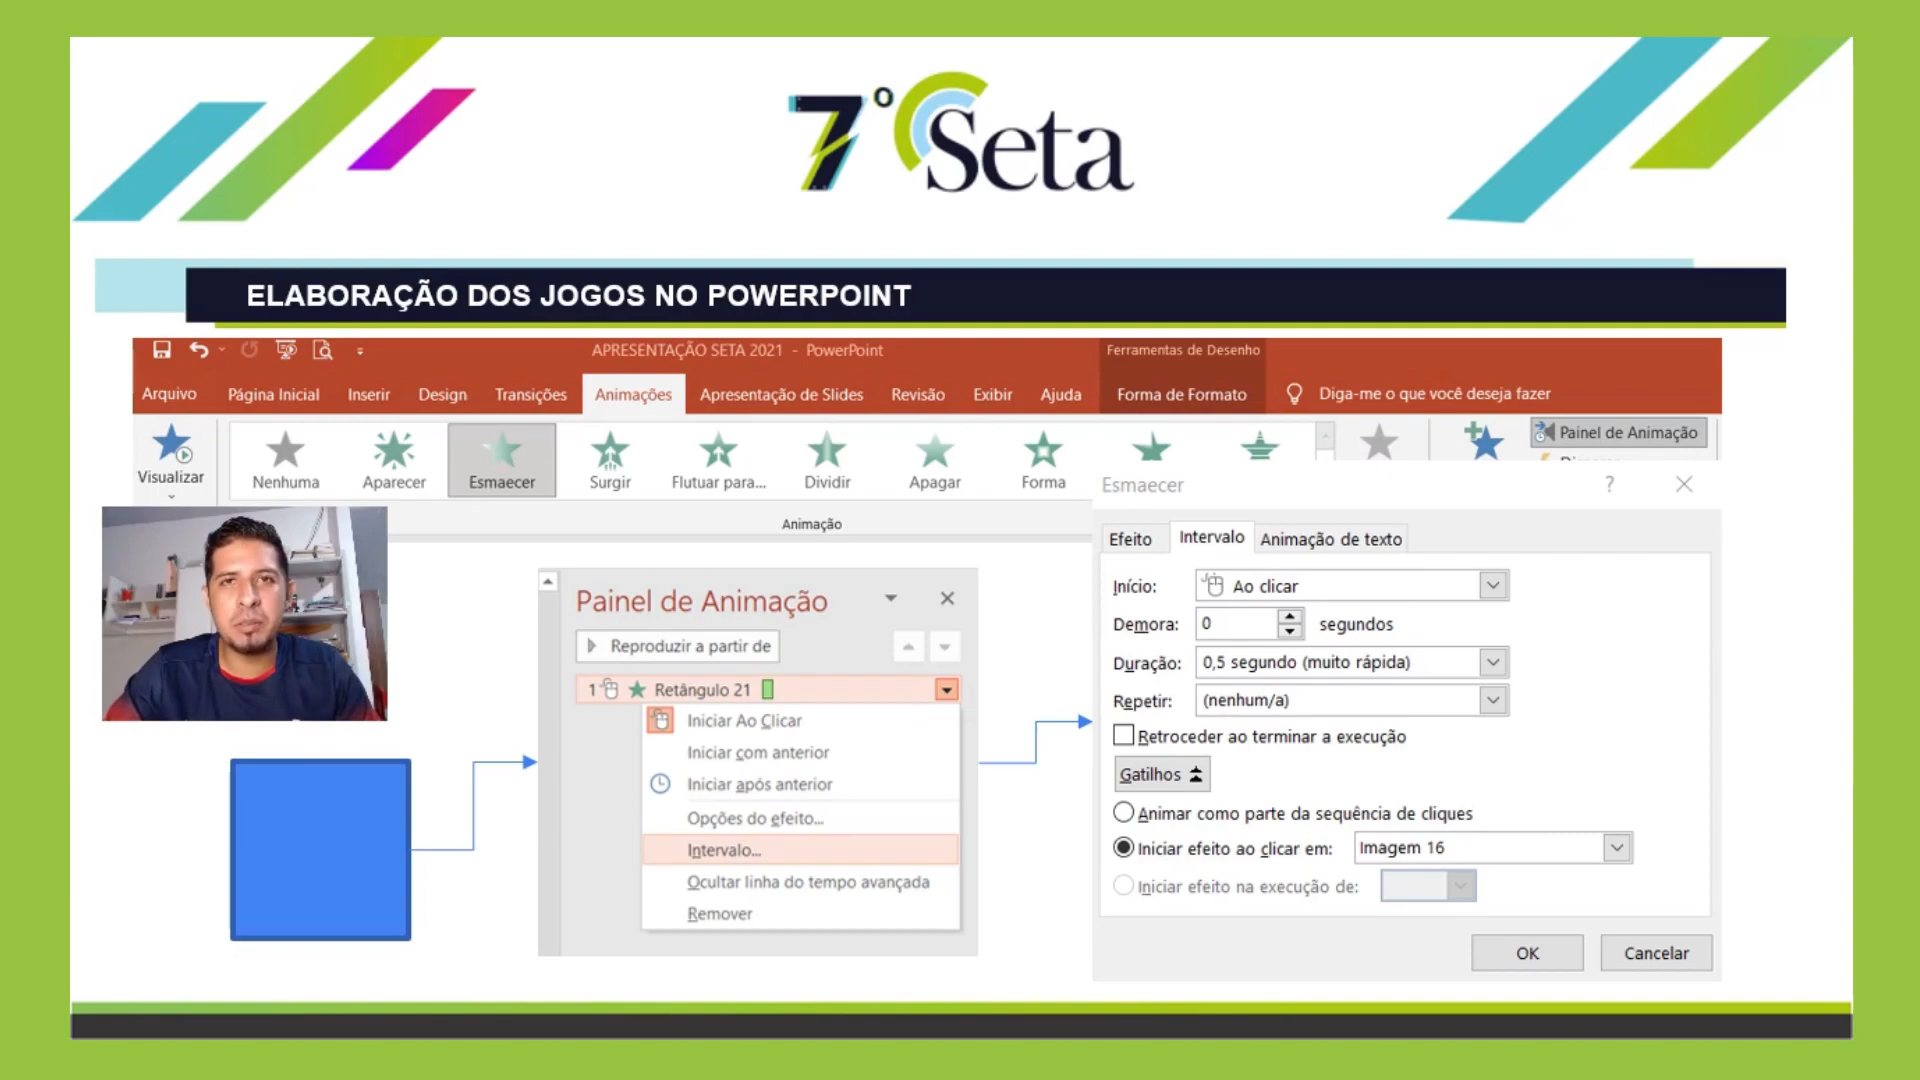 7º Seta
ELABORAÇÃO DOS JOGOS NO POWERPOINT
APRESENTAÇÃO SETA 2021 - PowerPoint
Ferramentas de Desenho
Arquivo
Página Inicial
Inserir
Design
Transições
Animações
Apresentação de Slides
Revisão
Exibir
Ajuda
Forma de Formato
Diga-me o que você deseja fazer
Visualizar
Nenhuma
Aparecer
Esmaecer
Surgir
Flutuar para...
Dividir
Apagar
Forma
Painel de Animação
Animação
Painel de Animação
Reproduzir a partir de
1 Retângulo 21
Iniciar Ao Clicar
Iniciar com anterior
Iniciar após anterior
Opções do efeito...
Intervalo...
Ocultar linha do tempo avançada
Remover
Esmaecer ?
Efeito
Intervalo
Animação de texto
Início: Ao clicar
Demora: 0 segundos
Duração: 0,5 segundo (muito rápida)
Repetir: (nenhum/a)
Retroceder ao terminar a execução
Gatilhos
Animar como parte da sequência de cliques
Iniciar efeito ao clicar em: Imagem 16
Iniciar efeito na execução de:
OK
Cancelar